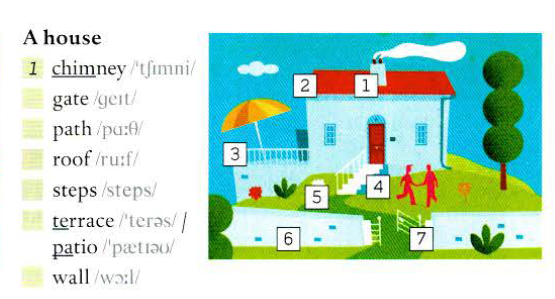 A house
1 chimney /ˈtʃɪmni/
gate /ɡeɪt/
path /pɑːθ/
roof /ruːf/
steps /steps/
terrace /ˈterəs/ /
patio /ˈpætiəʊ/
wall /wɔːl/
2 1
3
4
5
6 7